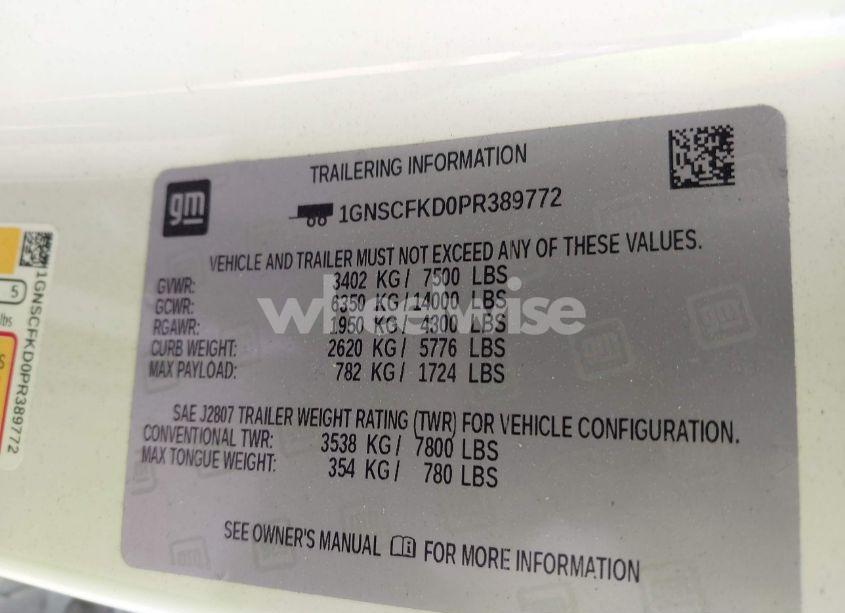 TRAILERING INFORMATION
gm
1GNSCFKD0PR389772
VEHICLE AND TRAILER MUST NOT EXCEED ANY OF THESE VALUES.
GVWR: 3402 KG/ 7500 LBS
GCWR: 6350 KG/14000 LBS
RGAWR: 1950 KG/ 4300 LBS
CURB WEIGHT: 2620 KG/ 5776 LBS
MAX PAYLOAD: 782 KG/ 1724 LBS
SAE J2807 TRAILER WEIGHT RATING (TWR) FOR VEHICLE CONFIGURATION.
CONVENTIONAL TWR: 3538 KG/ 7800 LBS
MAX TONGUE WEIGHT: 354 KG/ 780 LBS
SEE OWNER'S MANUAL FOR MORE INFORMATION
5
lbs
S
1GNSCFKD0PR389772
wheewise